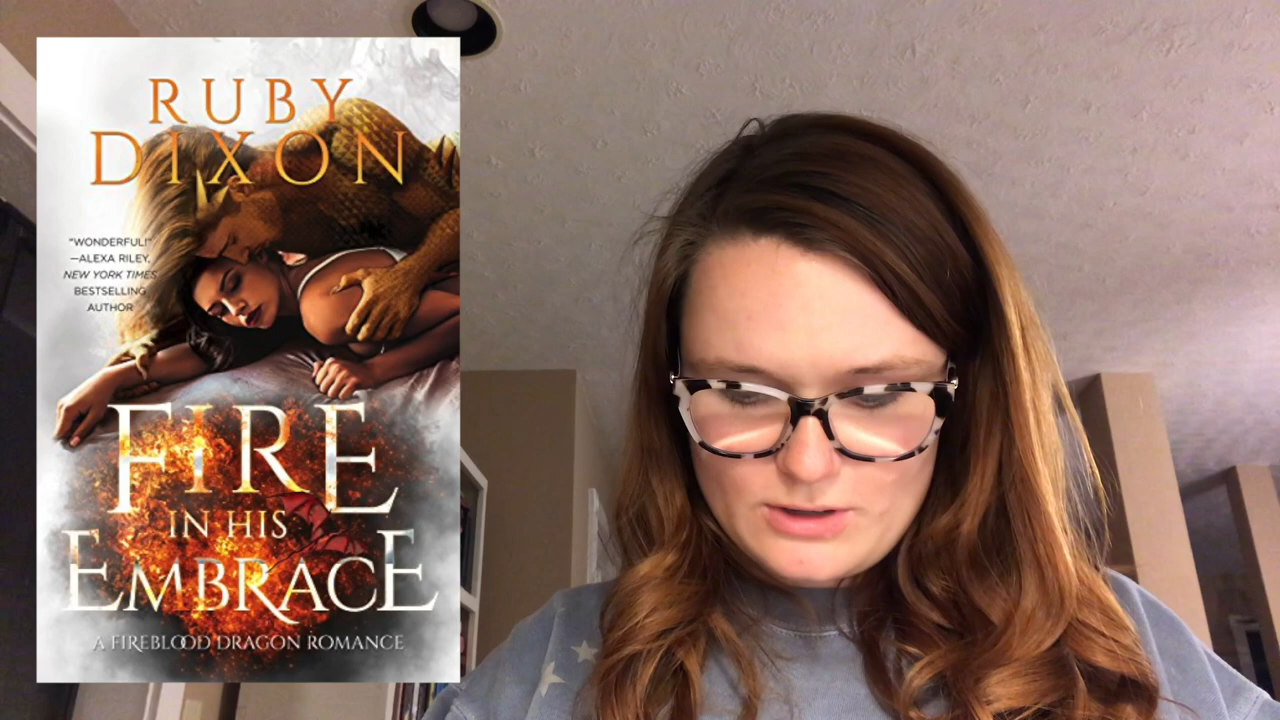 RUBY
DIXON
"WONDERFUL!"
—ALEXA RILEY,
NEW YORK TIMES
BESTSELLING
AUTHOR
FIRE
IN HIS
EMBRACE
A FIREBLOOD DRAGON ROMANCE